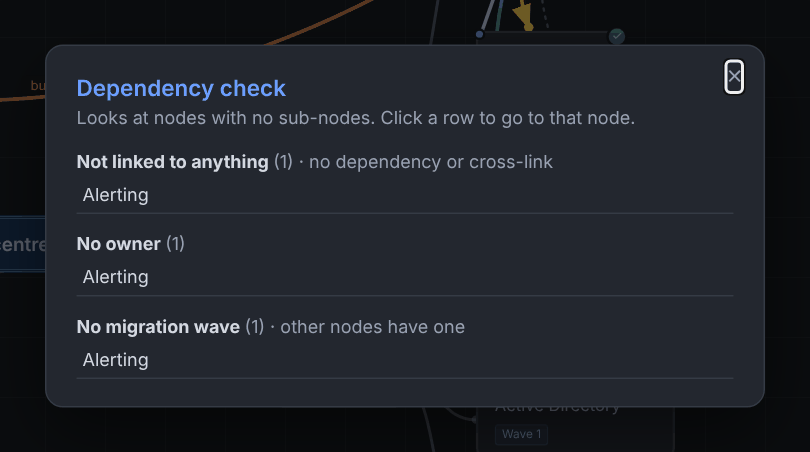 Dependency check
Looks at nodes with no sub-nodes. Click a row to go to that node.
bu
Not linked to anything (1) · no dependency or cross-link
Alerting
No owner (1)
centre
Alerting
No migration wave (1) · other nodes have one
Alerting
Active Directory
Wave 1